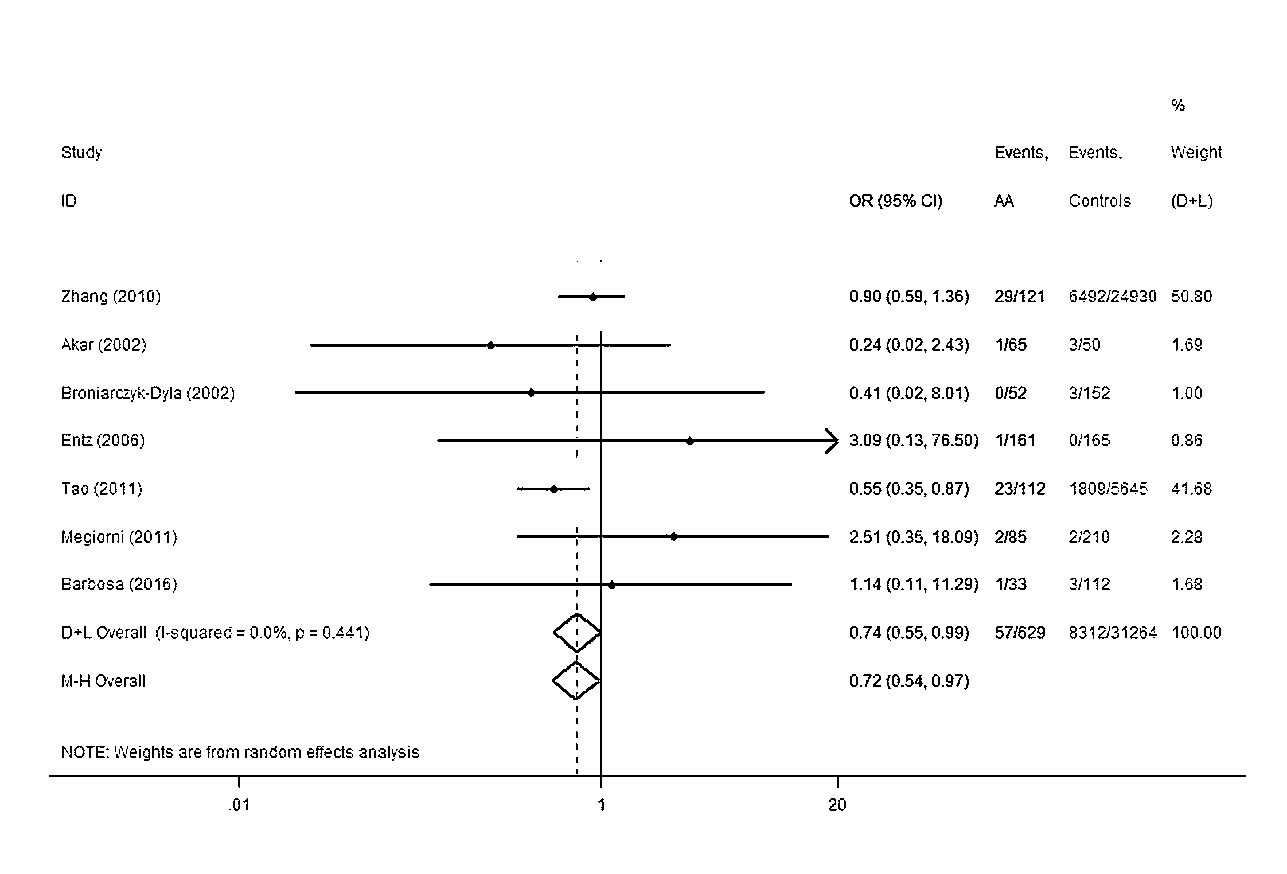 %
Study Events, Events, Weight
ID OR (95% CI) AA Controls (D+L)
Zhang (2010) 0.90 (0.59, 1.36) 29/121 6492/24930 50.80
Akar (2002) 0.24 (0.02, 2.43) 1/65 3/50 1.69
Broniarczyk-Dyla (2002) 0.41 (0.02, 8.01) 0/52 3/152 1.00
Entz (2006) 3.09 (0.13, 76.50) 1/161 0/165 0.86
Tao (2011) 0.55 (0.35, 0.87) 23/112 1809/5645 41.68
Megiorni (2011) 2.51 (0.35, 18.09) 2/85 2/210 2.28
Barbosa (2016) 1.14 (0.11, 11.29) 1/33 3/112 1.68
D+L Overall (I-squared = 0.0%, p = 0.441) 0.74 (0.55, 0.99) 57/629 8312/31264 100.00
M-H Overall 0.72 (0.54, 0.97)
NOTE: Weights are from random effects analysis
.01 1 20